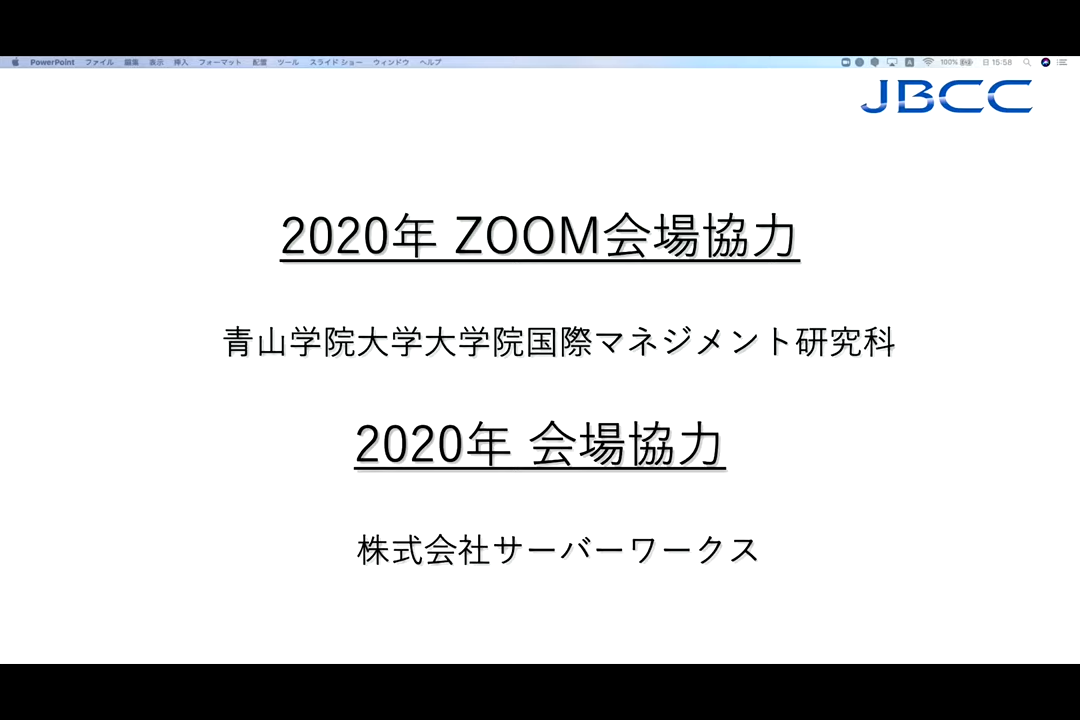 PowerPoint ファイル 編集 表示 挿入 フォーマット 配置 ツール スライド ショー ウィンドウ ヘルプ 100% 日 15:58
JBCC
2020年 ZOOM会場協力
青山学院大学大学院国際マネジメント研究科
2020年 会場協力
株式会社サーバーワークス